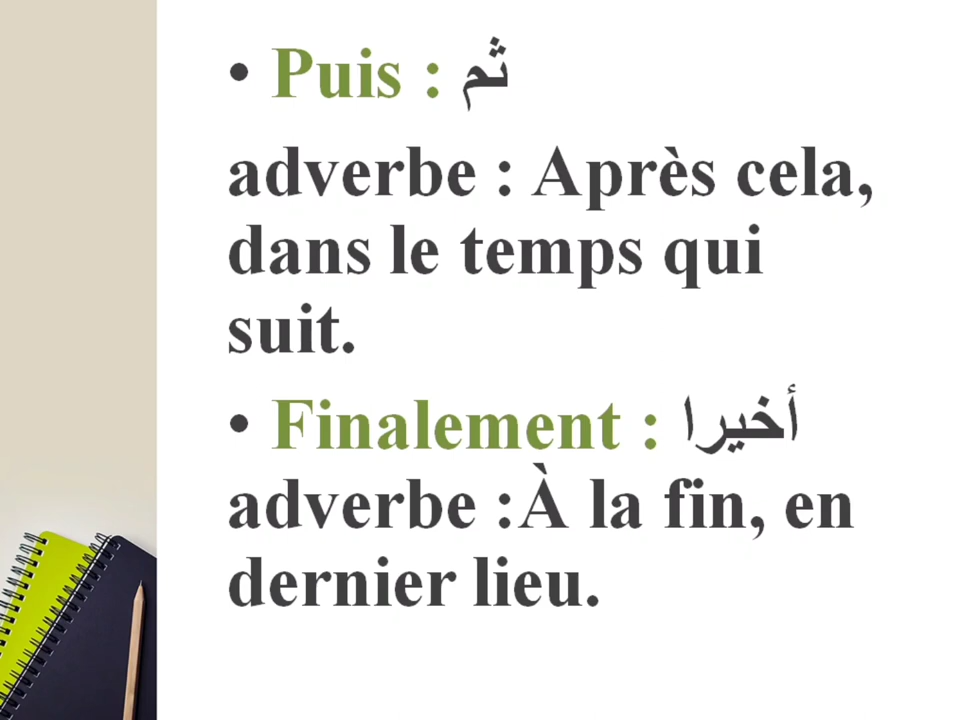 • Puis : ثم
adverbe : Après cela,
dans le temps qui
suit.
• Finalement : أخيرا
adverbe :À la fin, en
dernier lieu.